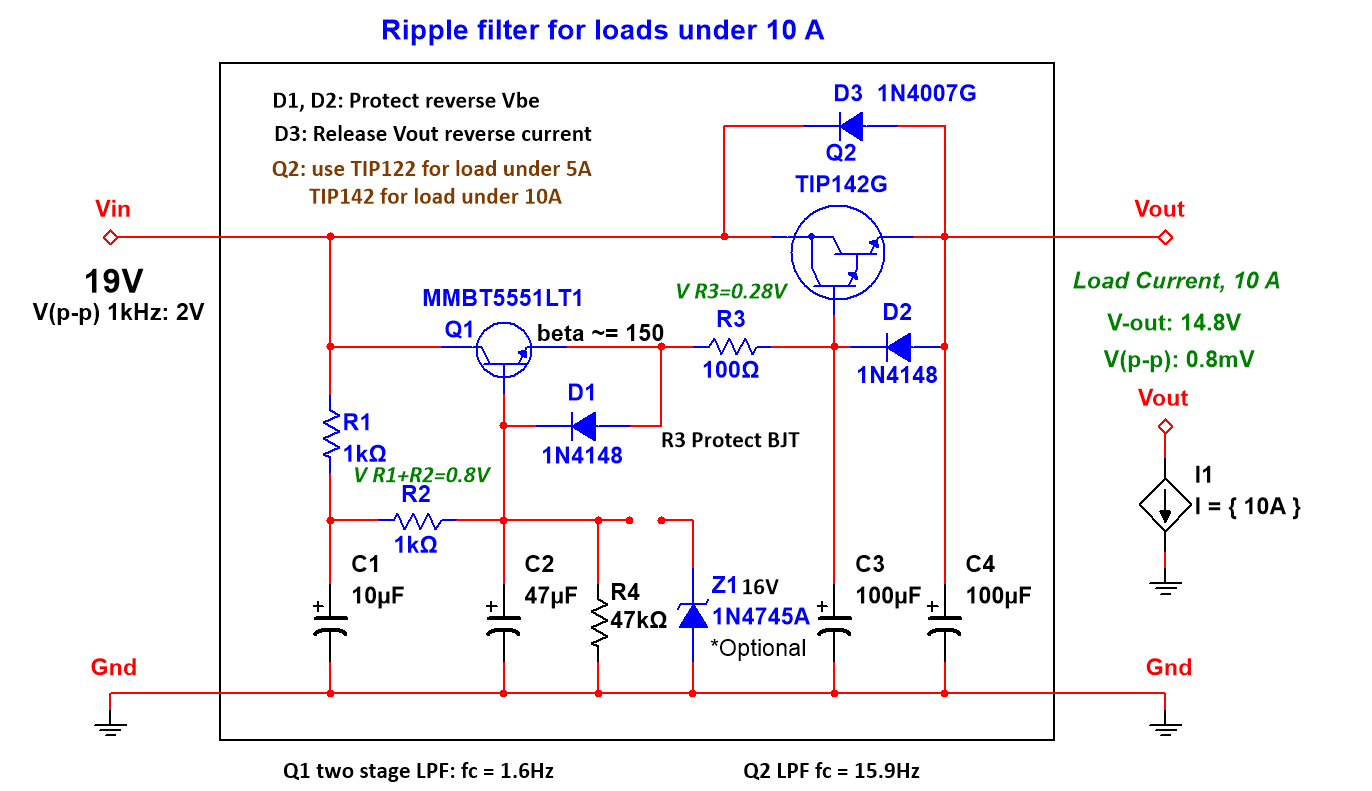 Ripple filter for loads under 10 A
D1, D2: Protect reverse Vbe
D3: Release Vout reverse current
Q2: use TIP122 for load under 5A
TIP142 for load under 10A
D3 1N4007G
Q2
TIP142G
Vin
19V
V(p-p) 1kHz: 2V
Vout
Load Current, 10 A
V-out: 14.8V
V(p-p): 0.8mV
MMBT5551LT1
Q1
beta ~= 150
V R3=0.28V
R3
100Ω
D2
1N4148
D1
1N4148
R3 Protect BJT
R1
1kΩ
V R1+R2=0.8V
R2
1kΩ
Vout
I1
I = { 10A }
C1
10µF
C2
47µF
R4
47kΩ
Z1 16V
1N4745A
*Optional
C3
100µF
C4
100µF
+
+
+
+
Gnd
Gnd
Q1 two stage LPF: fc = 1.6Hz
Q2 LPF fc = 15.9Hz